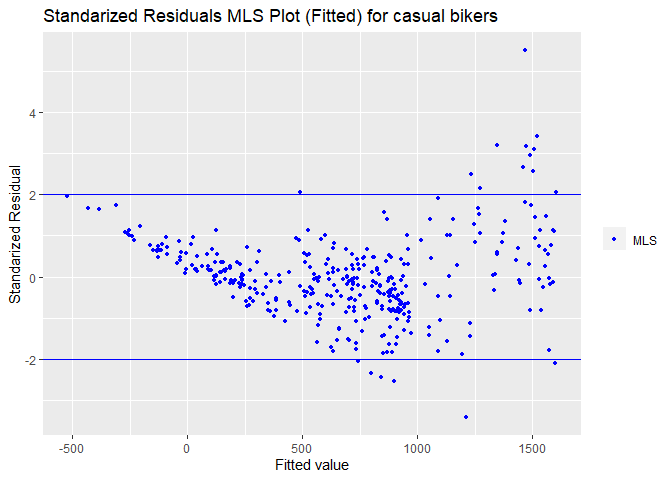 Standarized Residuals MLS Plot (Fitted) for casual bikers
Standarized Residual
4
2
0
-2
-500
0
500
1000
1500
Fitted value
MLS